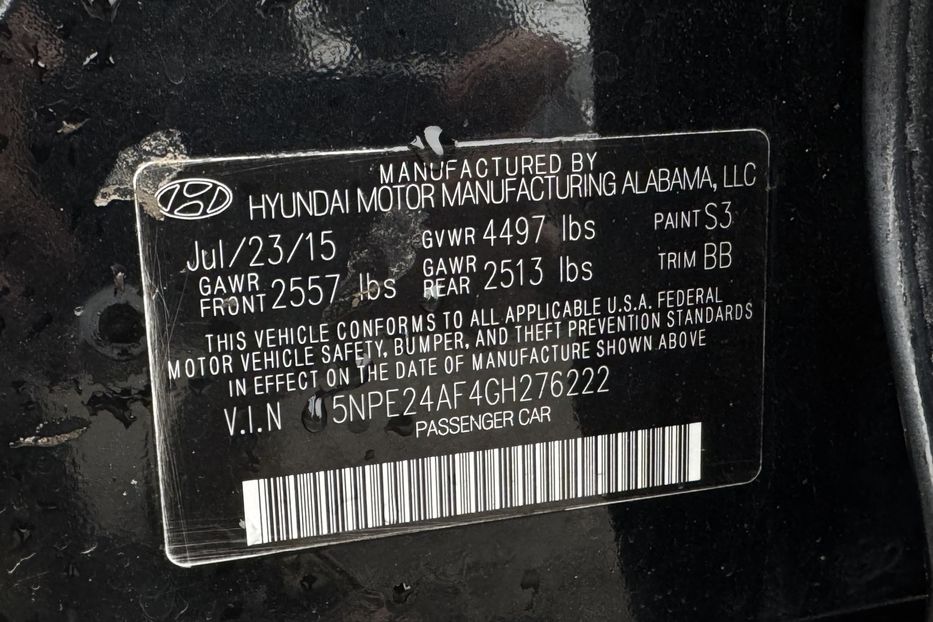 MANUFACTURED BY
HYUNDAI MOTOR MANUFACTURING ALABAMA, LLC
Jul/23/15 GVWR 4497 lbs PAINT S3
GAWR FRONT 2557 lbs GAWR REAR 2513 lbs TRIM BB
THIS VEHICLE CONFORMS TO ALL APPLICABLE U.S.A. FEDERAL
MOTOR VEHICLE SAFETY, BUMPER, AND THEFT PREVENTION STANDARDS
IN EFFECT ON THE DATE OF MANUFACTURE SHOWN ABOVE
V.I.N 5NPE24AF4GH276222
PASSENGER CAR